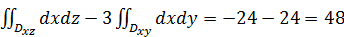 ∬_{D_{xz}} dxdz − 3 ∬_{D_{xy}} dxdy = −24 − 24 = 48